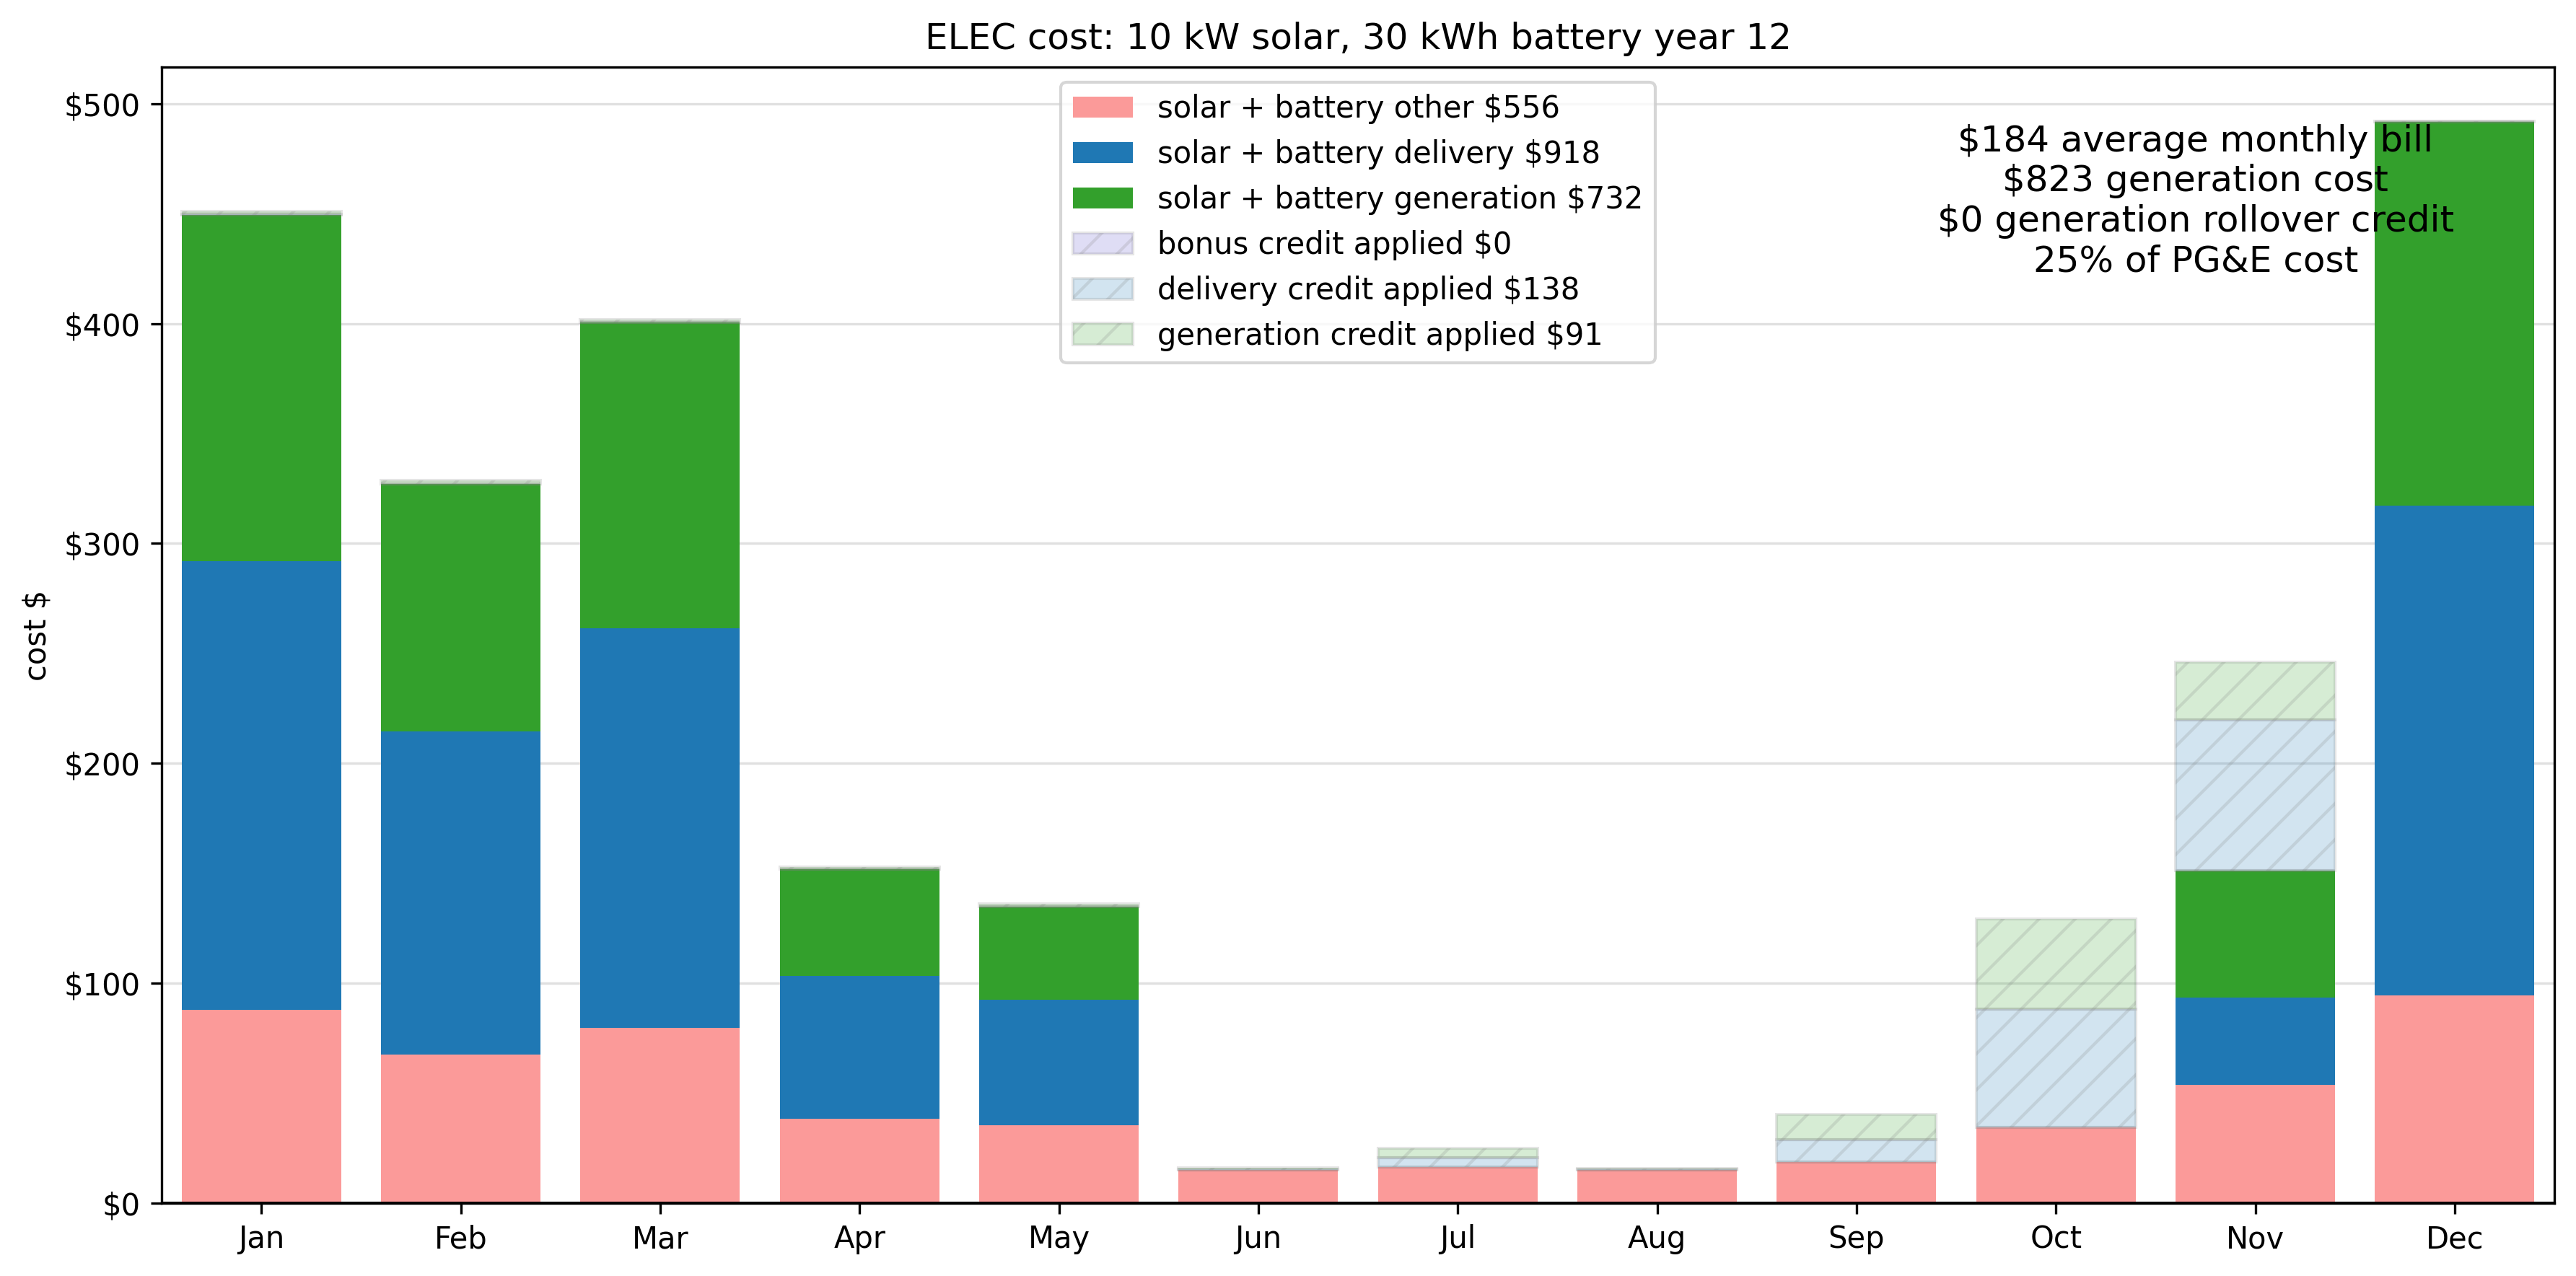 ELEC cost: 10 kW solar, 30 kWh battery year 12
solar + battery other $556
solar + battery delivery $918
solar + battery generation $732
bonus credit applied $0
delivery credit applied $138
generation credit applied $91
$184 average monthly bill
$823 generation cost
$0 generation rollover credit
25% of PG&E cost
cost $
$500
$400
$300
$200
$100
$0
Jan Feb Mar Apr May Jun Jul Aug Sep Oct Nov Dec